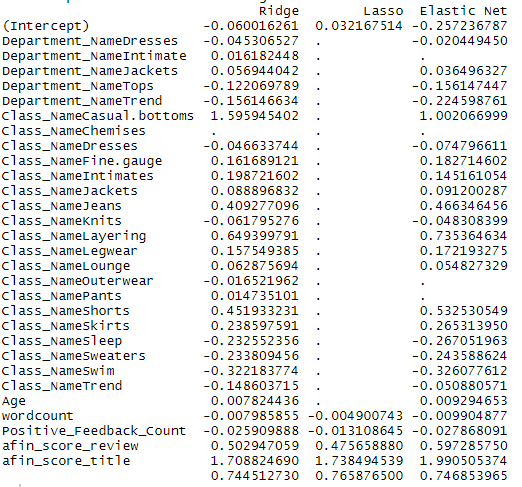 Ridge Lasso Elastic Net
(Intercept) -0.060016261 0.032167514 -0.257236787
Department_NameDresses -0.045306527 . -0.020449450
Department_NameIntimate 0.016182448 . .
Department_NameJackets 0.056944042 . 0.036496327
Department_NameTops -0.122069789 . -0.156147447
Department_NameTrend -0.156146634 . -0.224598761
Class_NameCasual.bottoms 1.595945402 . 1.002066999
Class_NameChemises . . .
Class_NameDresses -0.046633744 . -0.074796611
Class_NameFine.gauge 0.161689121 . 0.182714602
Class_NameIntimates 0.198721602 . 0.145161054
Class_NameJackets 0.088896832 . 0.091200287
Class_NameJeans 0.409277096 . 0.466346456
Class_NameKnits -0.061795276 . -0.048308399
Class_NameLayering 0.649399791 . 0.735364634
Class_NameLegwear 0.157549385 . 0.172193275
Class_NameLounge 0.062875694 . 0.054827329
Class_NameOuterwear -0.016521962 . .
Class_NamePants 0.014735101 . .
Class_NameShorts 0.451933231 . 0.532530549
Class_NameSkirts 0.238597591 . 0.265313950
Class_NameSleep -0.232552356 . -0.267051963
Class_NameSweaters -0.233809456 . -0.243588624
Class_NameSwim -0.322183774 . -0.326077612
Class_NameTrend -0.148603715 . -0.050880571
Age 0.007824436 . 0.009294653
wordcount -0.007985855 -0.004900743 -0.009904877
Positive_Feedback_Count -0.025909888 -0.013108645 -0.027868091
afin_score_review 0.502947059 0.475658880 0.597285750
afin_score_title 1.708824690 1.738494539 1.990505374
0.744512730 0.765876500 0.746853965